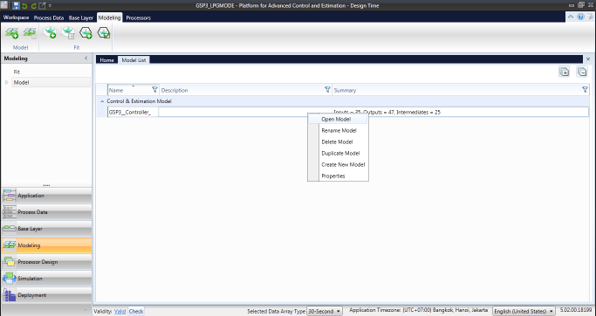 GSP3_LPGMODE - Platform for Advanced Control and Estimation - Design Time
Workspace Process Data Base Layer Modeling Processors
Model Fit
Modeling
Home Model List
Fit
Model
Name Description Summary
Control & Estimation Model
GSP3__Controller_ Inputs = 35, Outputs = 47, Intermediates = 25
Open Model
Rename Model
Delete Model
Duplicate Model
Create New Model
Properties
Application
Process Data
Base Layer
Modeling
Processor Design
Simulation
Deployment
Validity: Valid Check Selected Data Array Type 30-Second Application Timezone: (UTC+07:00) Bangkok, Hanoi, Jakarta English (United States) 5.02.00.18199